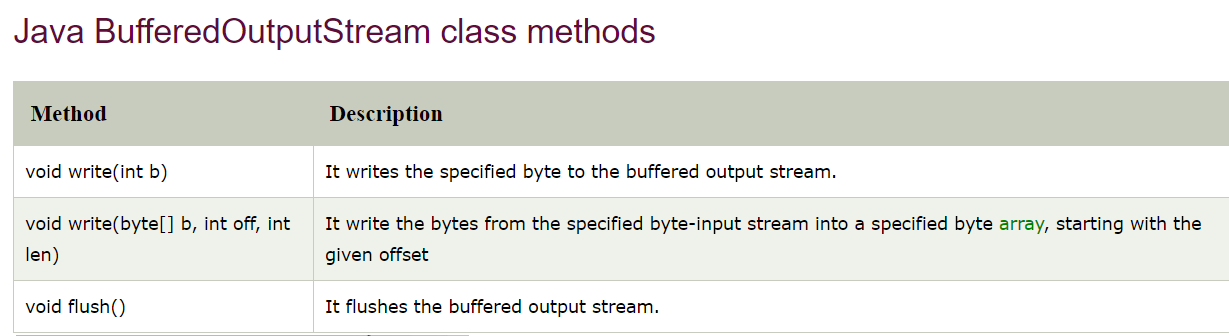 Java BufferedOutputStream class methods
Method Description
void write(int b) It writes the specified byte to the buffered output stream.
void write(byte[] b, int off, int It write the bytes from the specified byte-input stream into a specified byte array, starting with the
len) given offset
void flush() It flushes the buffered output stream.